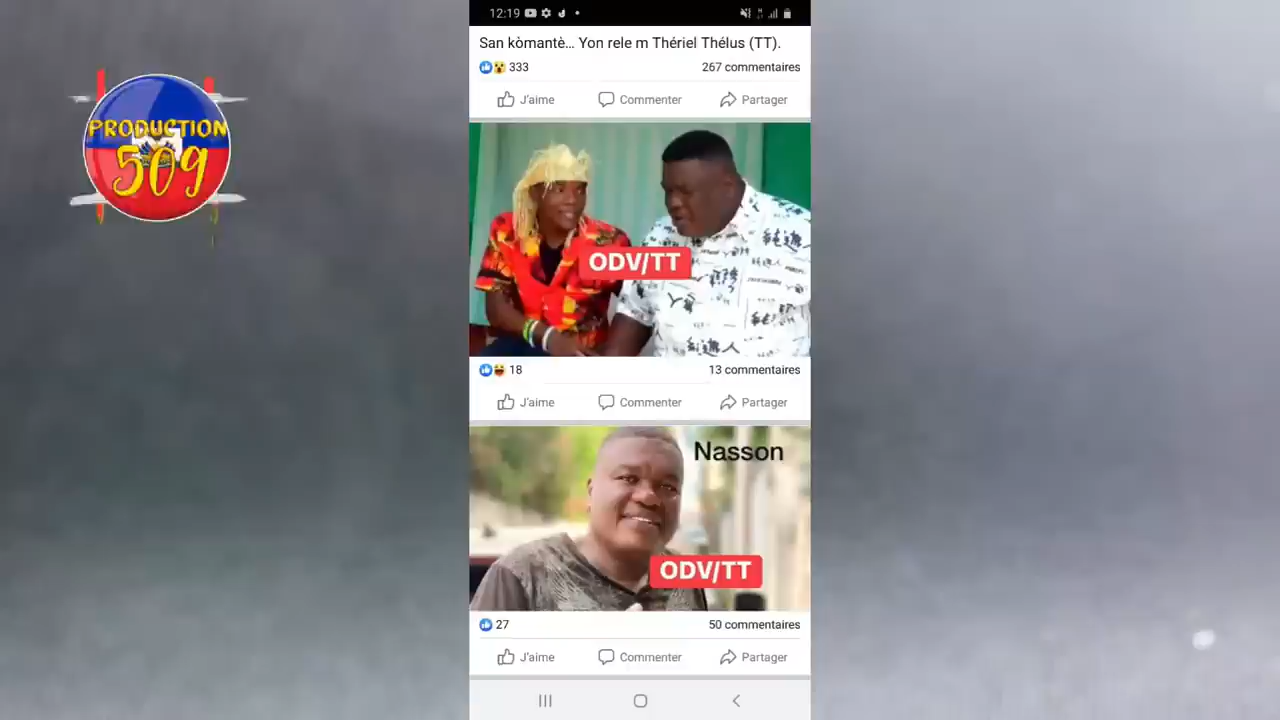 PRODUCTION
509
12:19
San kòmantè... Yon rele m Thériel Thélus (TT).
333
267 commentaires
J'aime
Commenter
Partager
ODV/TT
18
13 commentaires
J'aime
Commenter
Partager
Nasson
ODV/TT
27
50 commentaires
J'aime
Commenter
Partager